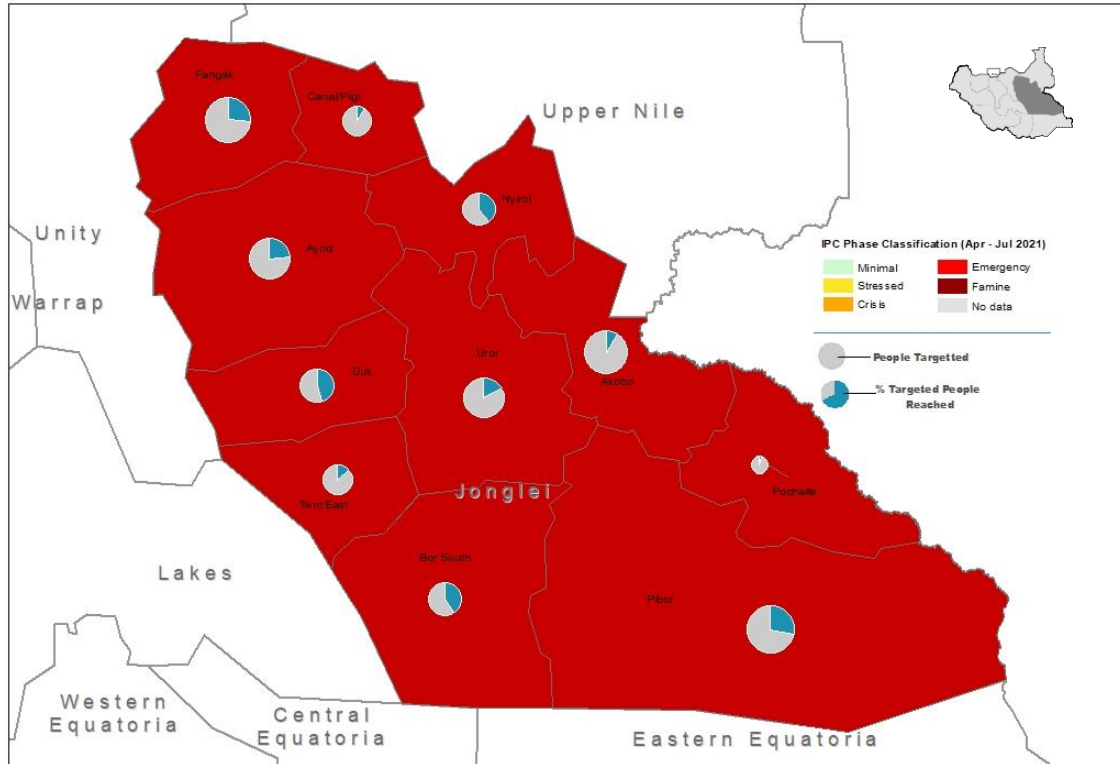 Fangak
Canal/Pigi
Upper Nile
Nyirol
Unity
Ayod
IPC Phase Classification (Apr - Jul 2021)
Minimal
Emergency
Stressed
Famine
Crisis
No data
Warrap
People Targetted
% Targeted People
Reached
Uror
Akobo
Duk
Jonglei
Pochalla
Twic East
Bor South
Lakes
Pibor
Western
Equatoria
Central
Equatoria
Eastern Equatoria